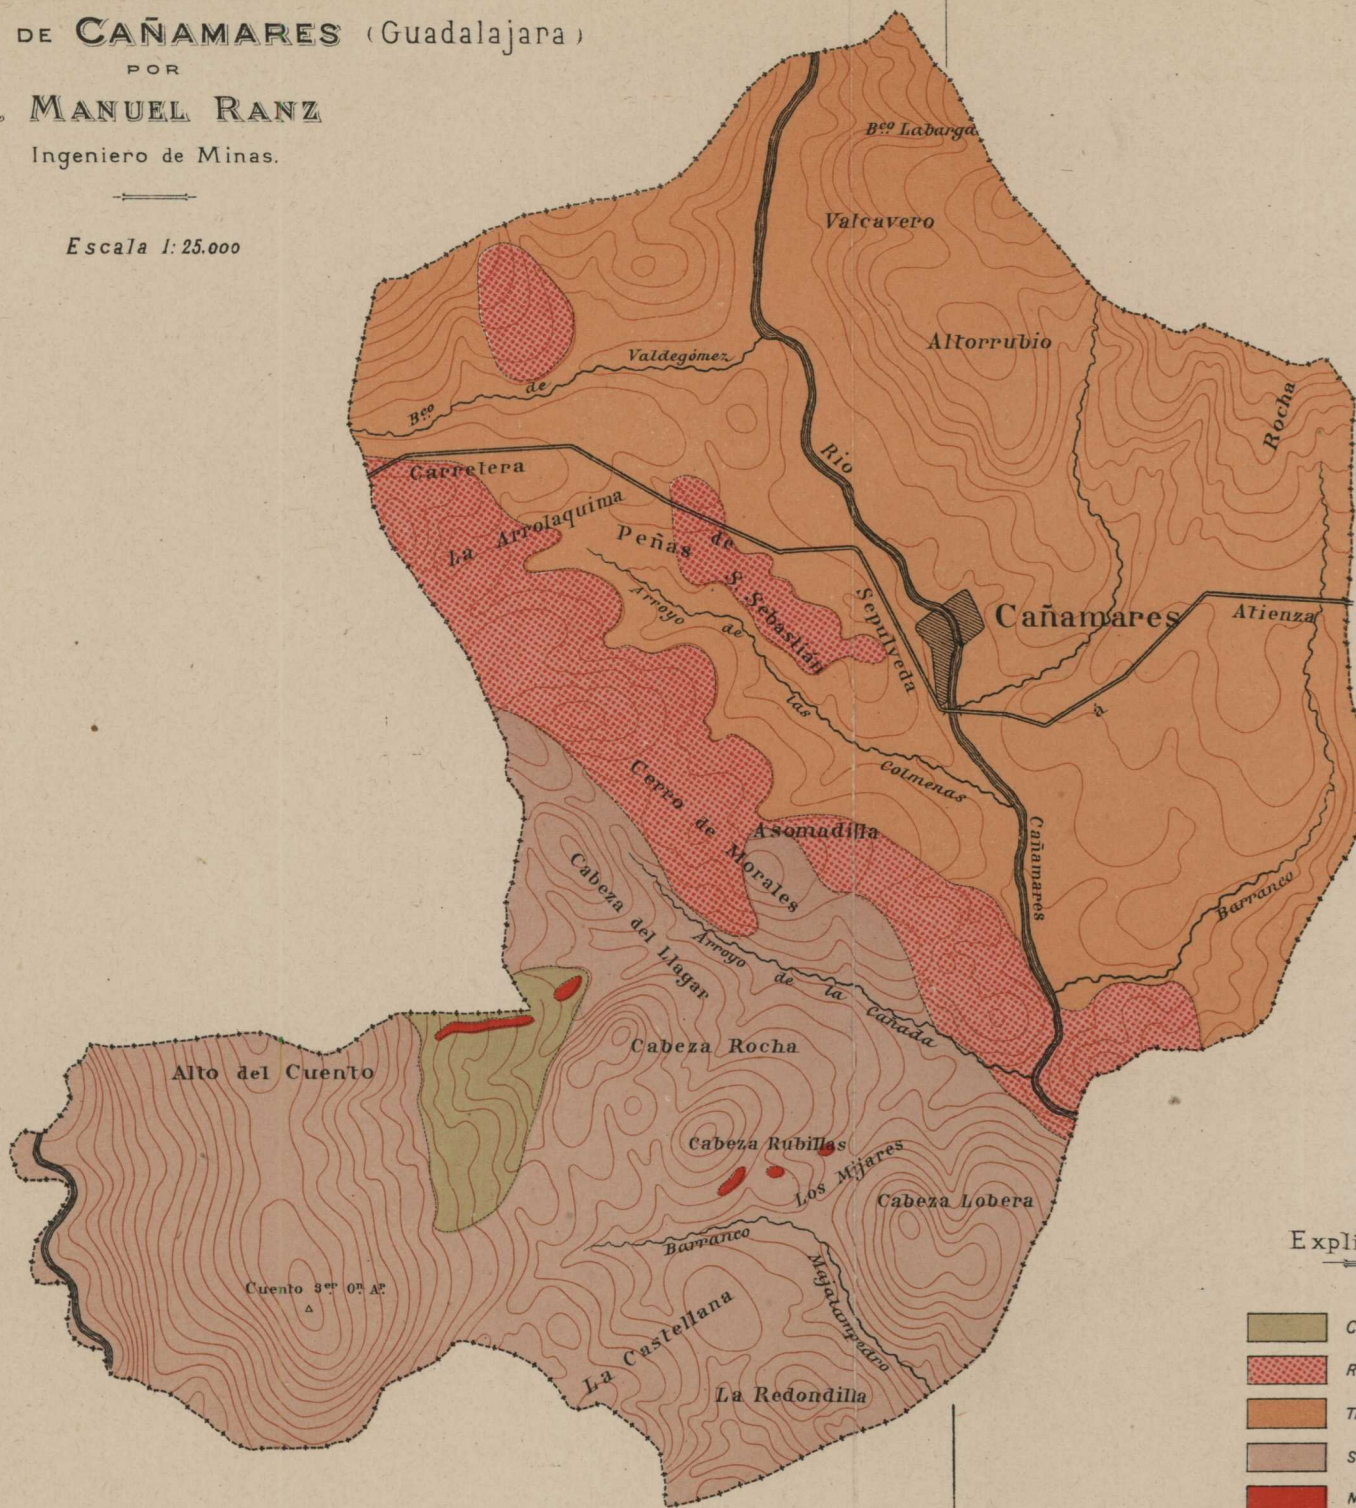 DE CAÑAMARES (Guadalajara)
POR
MANUEL RANZ
Ingeniero de Minas.
Escala 1:25.000
Bco Labarga
Valcavero
Altorrubio
Rocha
Bco de Valdegómez
Carretera
La Arrolaquima
Peñas de S. Sebastián
Rio
Sepulveda
Cañamares
Atienza
á
Arroyo de las Colmenas
Cerro de Morales
Asomadilla
Cañamares
Barranco
Cabeza del Llagar
Arroyo de la Cañada
Cabeza Rocha
Alto del Cuento
Cabeza Rubillas
Los Mijares
Cabeza Lobera
Barranco
Majatampedro
Cuento 3er On Ar
La Castellana
La Redondilla
Expli
C
R
T
S